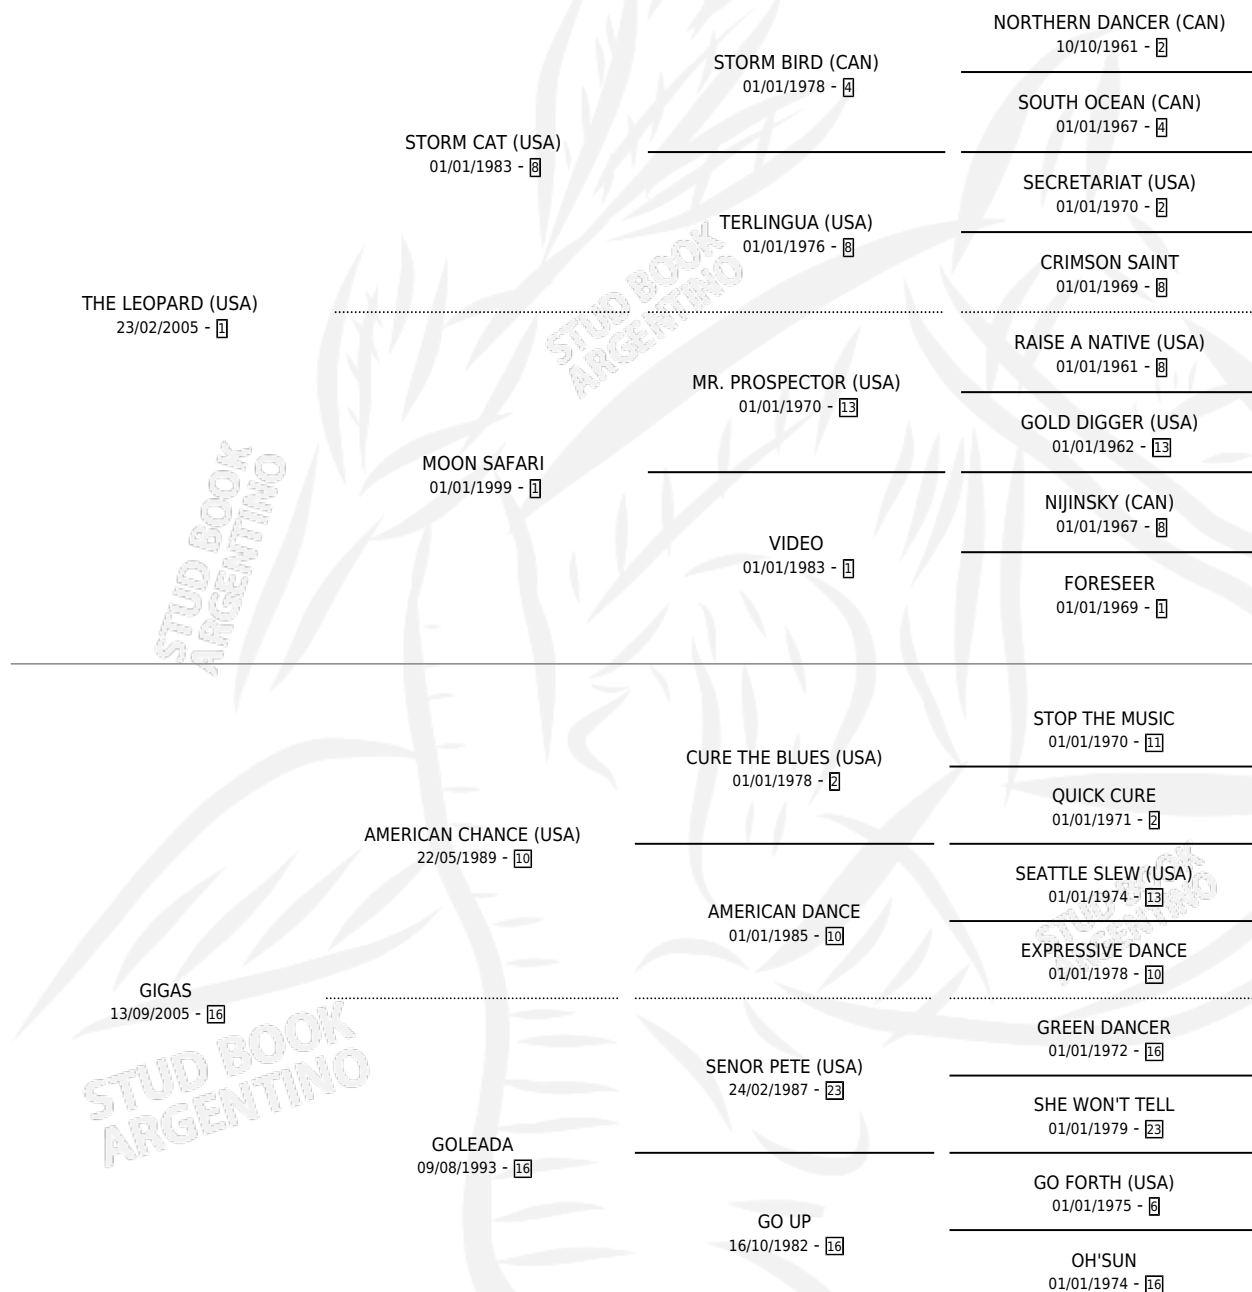 NORTHERN DANCER (CAN)
10/10/1961 - 2
STORM BIRD (CAN)
01/01/1978 - 4
SOUTH OCEAN (CAN)
01/01/1967 - 4
STORM CAT (USA)
01/01/1983 - 8
SECRETARIAT (USA)
01/01/1970 - 2
TERLINGUA (USA)
01/01/1976 - 8
CRIMSON SAINT
01/01/1969 - 8
THE LEOPARD (USA)
23/02/2005 - 1
STUD BOOK
ARGENTINO
RAISE A NATIVE (USA)
01/01/1961 - 8
MR. PROSPECTOR (USA)
01/01/1970 - 13
GOLD DIGGER (USA)
01/01/1962 - 13
MOON SAFARI
01/01/1999 - 1
NIJINSKY (CAN)
01/01/1967 - 8
VIDEO
01/01/1983 - 1
FORESEER
01/01/1969 - 1
STUD BOOK
ARGENTINO
STOP THE MUSIC
01/01/1970 - 11
CURE THE BLUES (USA)
01/01/1978 - 2
QUICK CURE
01/01/1971 - 2
AMERICAN CHANCE (USA)
22/05/1989 - 10
SEATTLE SLEW (USA)
01/01/1974 - 13
AMERICAN DANCE
01/01/1985 - 10
STUD BOOK
ARGENTINO
EXPRESSIVE DANCE
01/01/1978 - 10
GIGAS
13/09/2005 - 16
STUD BOOK
ARGENTINO
GREEN DANCER
01/01/1972 - 16
SENOR PETE (USA)
24/02/1987 - 23
SHE WON'T TELL
01/01/1979 - 23
GOLEADA
09/08/1993 - 16
GO FORTH (USA)
01/01/1975 - 6
GO UP
16/10/1982 - 16
OH'SUN
01/01/1974 - 16